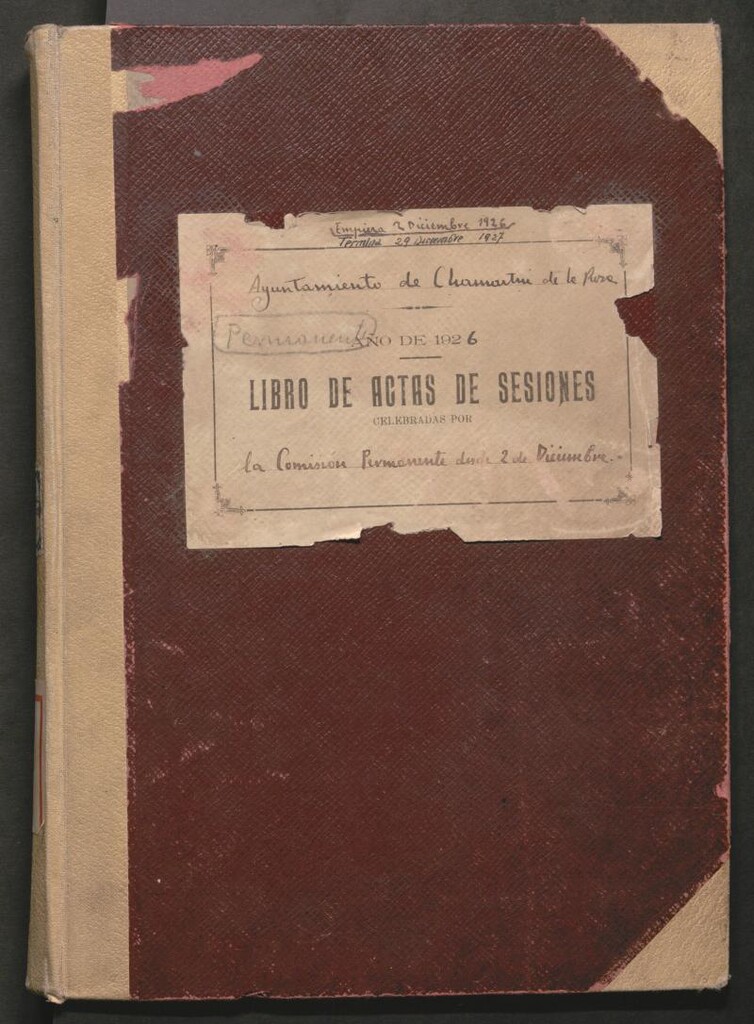 Empieza 2 Diciembre 1926
Termina 29 Diciembre 1927
Ayuntamiento de Chamartin de la Rosa
Permanente
AÑO DE 1926
LIBRO DE ACTAS DE SESIONES
CELEBRADAS POR
la Comisión Permanente desde 2 de Diciembre.-